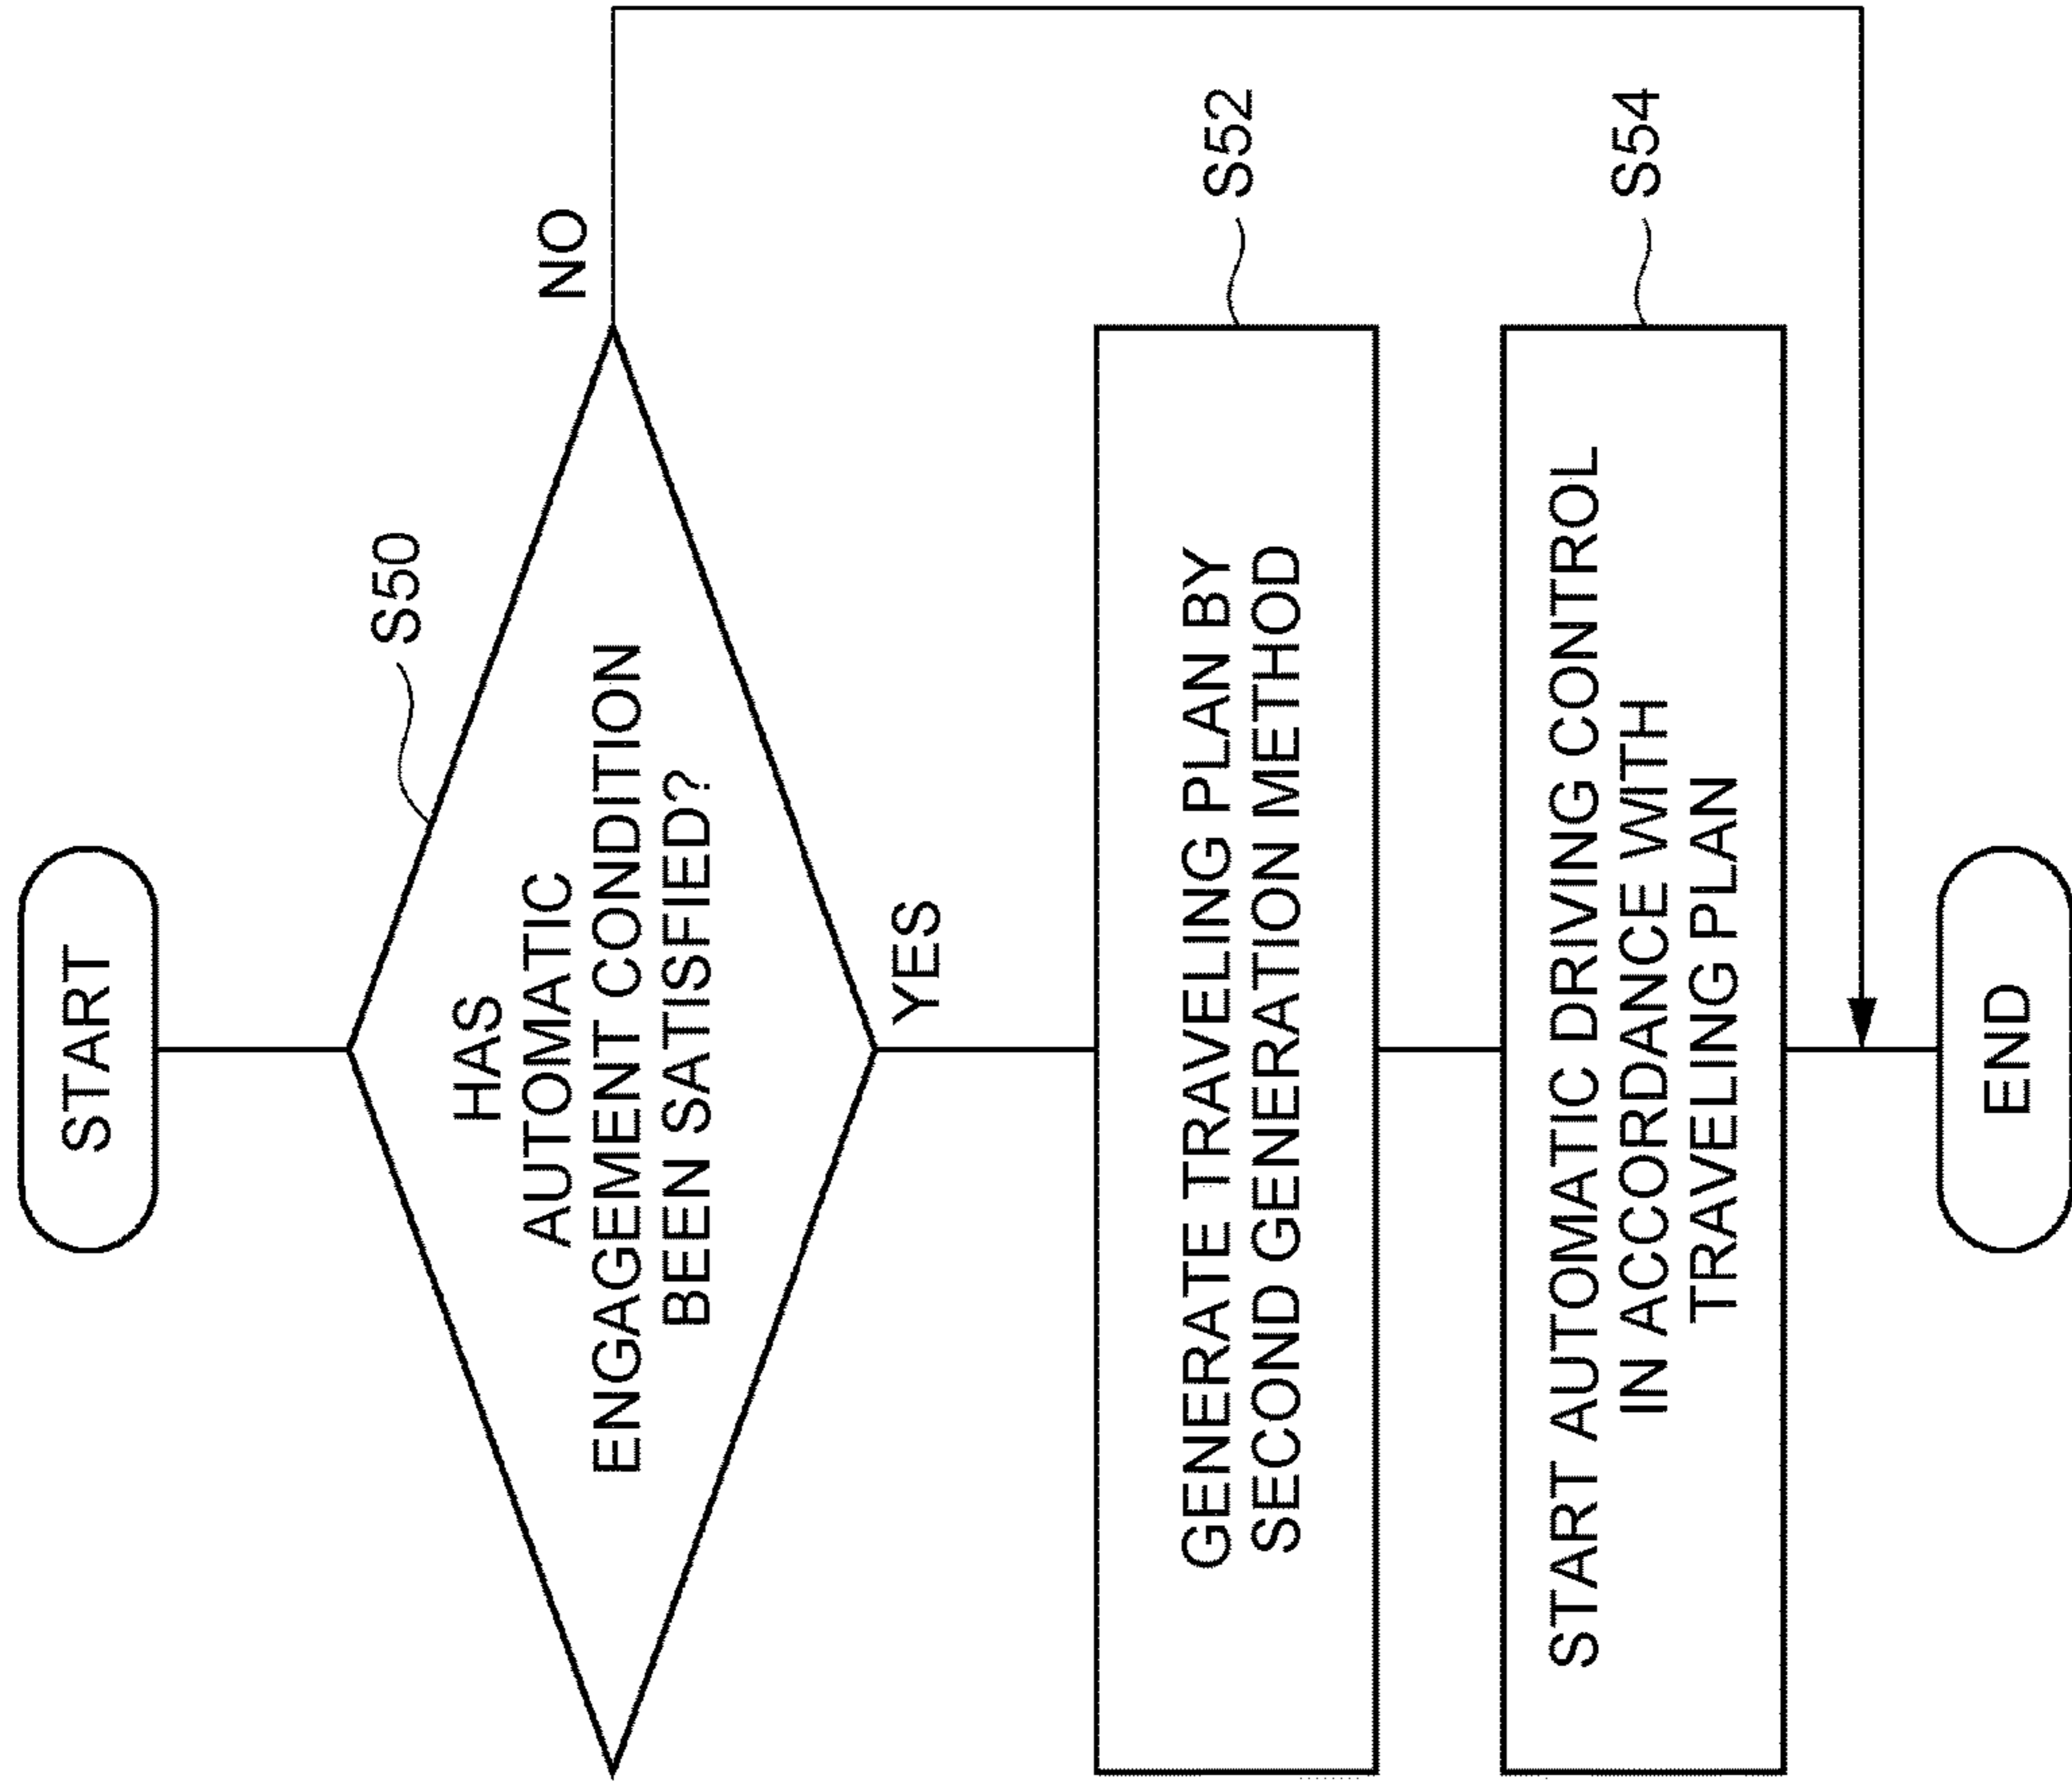 START
S50
HAS
AUTOMATIC
ENGAGEMENT CONDITION
BEEN SATISFIED?
NO
YES
GENERATE TRAVELING PLAN BY
SECOND GENERATION METHOD
S52
START AUTOMATIC DRIVING CONTROL
IN ACCORDANCE WITH
TRAVELING PLAN
S54
END